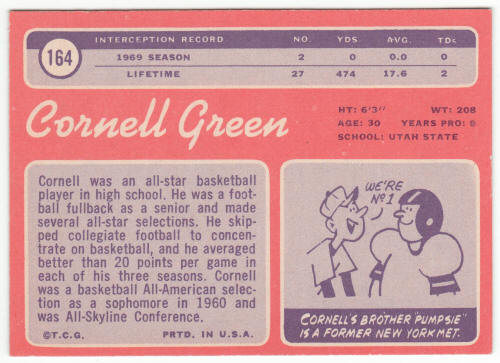 164
INTERCEPTION RECORD NO. YDS. AVG. TDs
1969 SEASON 2 0 0.0 0
LIFETIME 27 474 17.6 2
Cornell Green
HT: 6'3" WT: 208
AGE: 30 YEARS PRO: 9
SCHOOL: UTAH STATE
Cornell was an all-star basketball
player in high school. He was a foot-
ball fullback as a senior and made
several all-star selections. He skip-
ped collegiate football to concen-
trate on basketball, and he averaged
better than 20 points per game in
each of his three seasons. Cornell
was a basketball All-American selec-
tion as a sophomore in 1960 and
was All-Skyline Conference.
©T.C.G. PRTD. IN U.S.A.
WE'RE
Nº1
CORNELL'S BROTHER "PUMPSIE"
IS A FORMER NEW YORK MET.